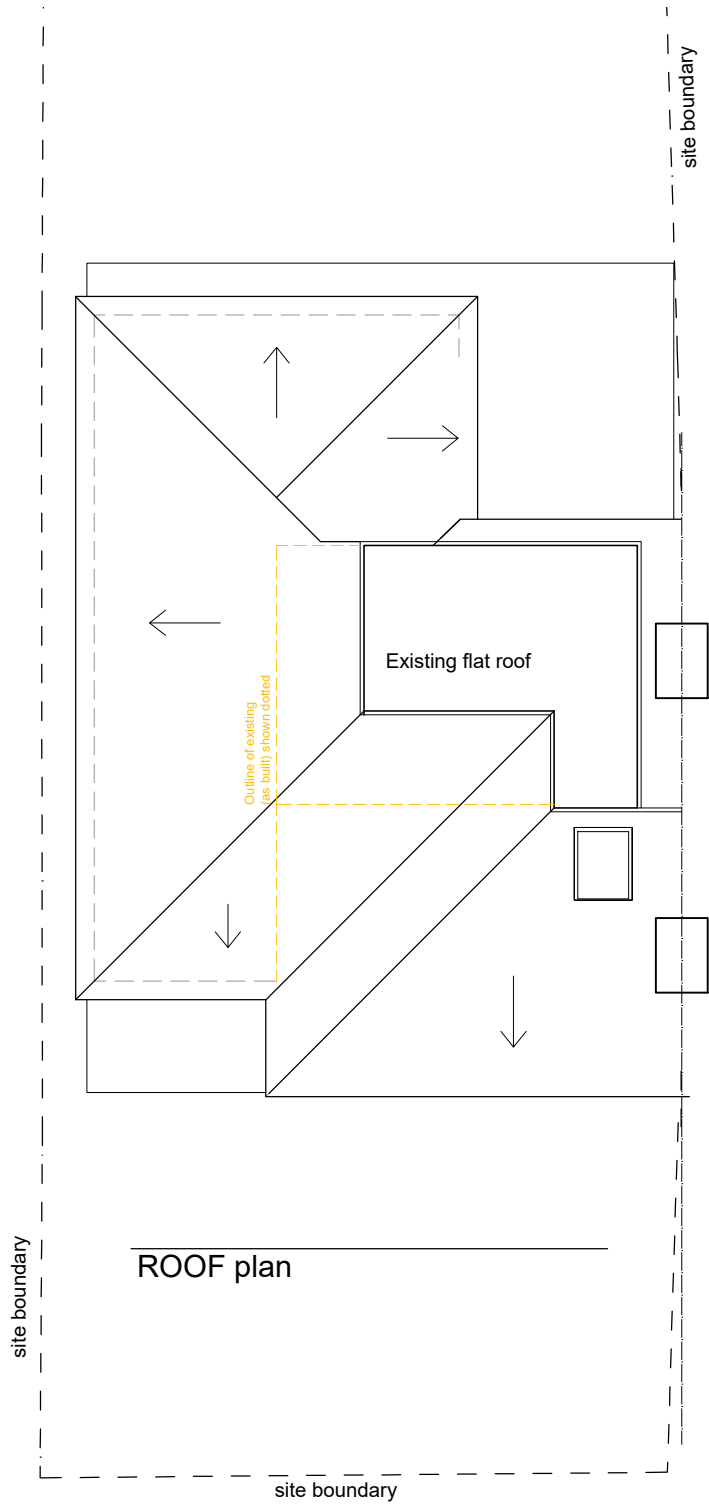 site boundary
Existing flat roof
Outline of existing
(as built) shown dotted
ROOF plan
site boundary
site boundary